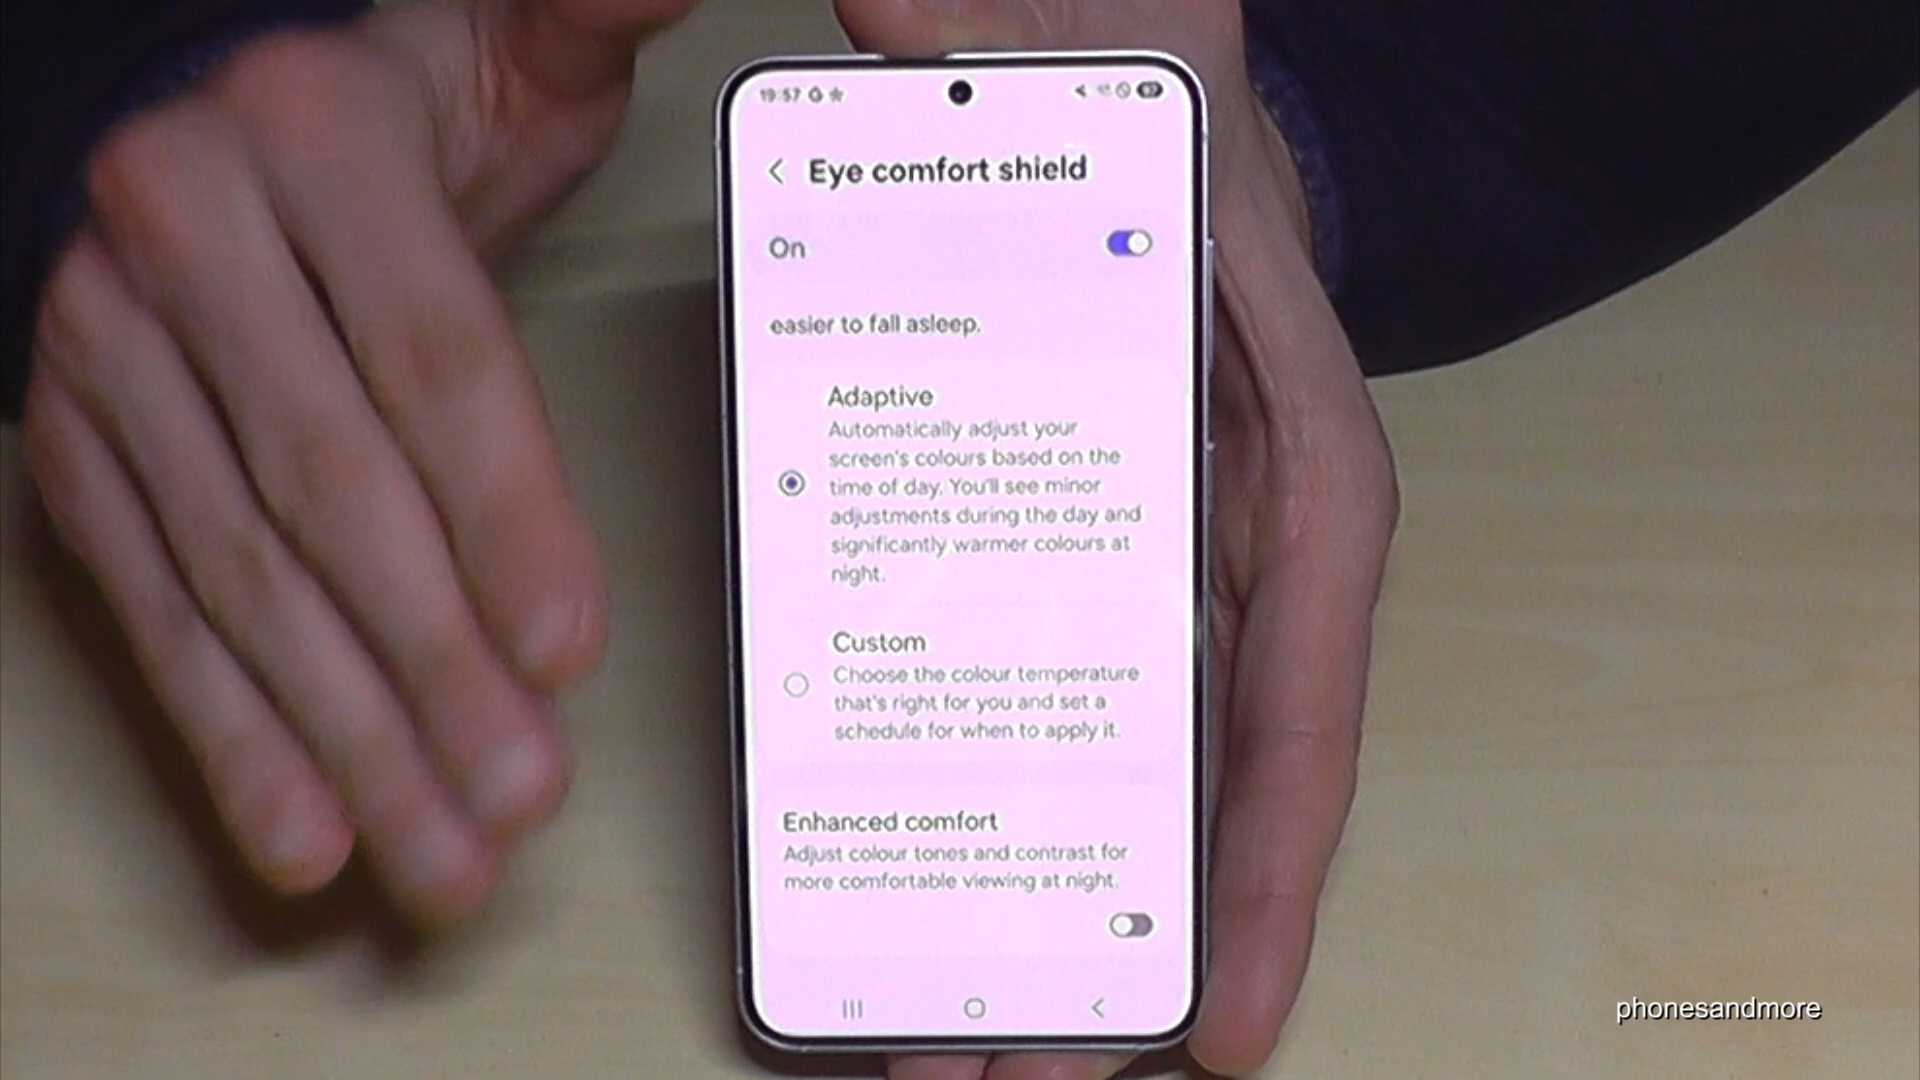 19:57
Eye comfort shield
On
easier to fall asleep.
Adaptive
Automatically adjust your
screen's colours based on the
time of day. You'll see minor
adjustments during the day and
significantly warmer colours at
night.
Custom
Choose the colour temperature
that's right for you and set a
schedule for when to apply it.
Enhanced comfort
Adjust colour tones and contrast for
more comfortable viewing at night.
phonesandmore